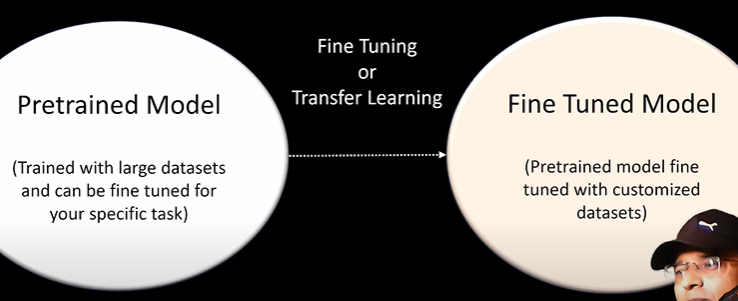 Fine Tuning
or
Transfer Learning
Pretrained Model
(Trained with large datasets
and can be fine tuned for
your specific task)
Fine Tuned Model
(Pretrained model fine
tuned with customized
datasets)